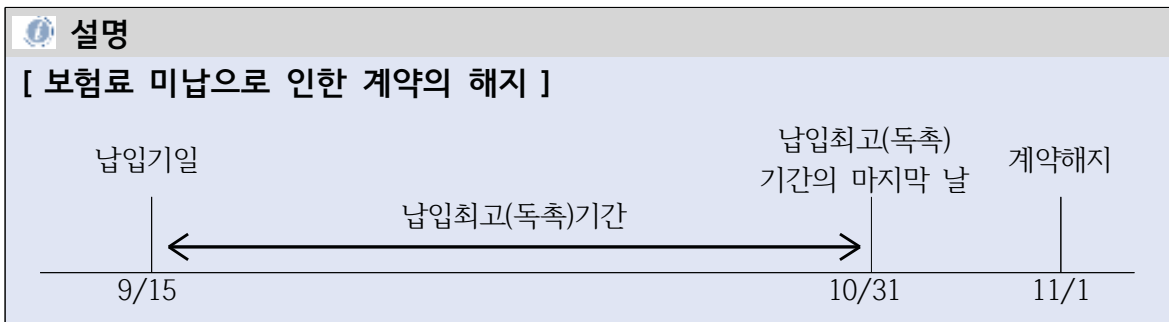 설명
[ 보험료 미납으로 인한 계약의 해지 ]
납입기일
납입최고(독촉)
기간의 마지막 날
계약해지
납입최고(독촉)기간
9/15
10/31
11/1